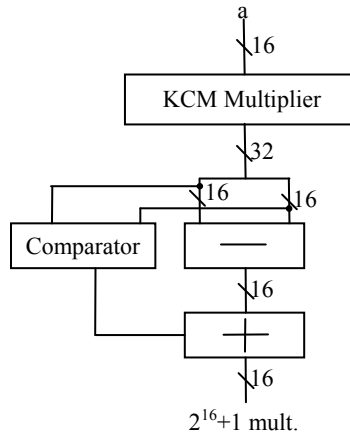 a
16
KCM Multiplier
32
16 16
Comparator
—
16
+
16
2¹⁶+1 mult.